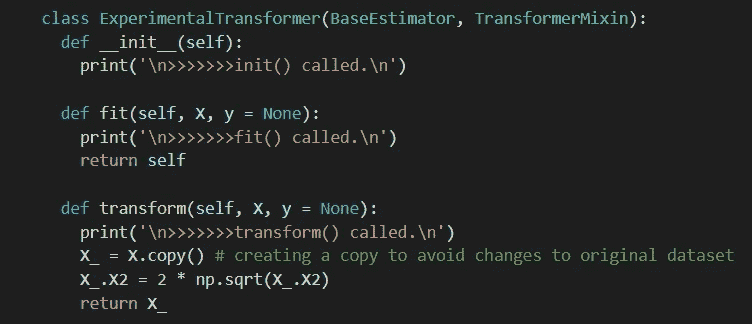 class ExperimentalTransformer(BaseEstimator, TransformerMixin):
  def __init__(self):
    print('\n>>>>>>>init() called.\n')

  def fit(self, X, y = None):
    print('\n>>>>>>>fit() called.\n')
    return self

  def transform(self, X, y = None):
    print('\n>>>>>>>transform() called.\n')
    X_ = X.copy() # creating a copy to avoid changes to original dataset
    X_.X2 = 2 * np.sqrt(X_.X2)
    return X_